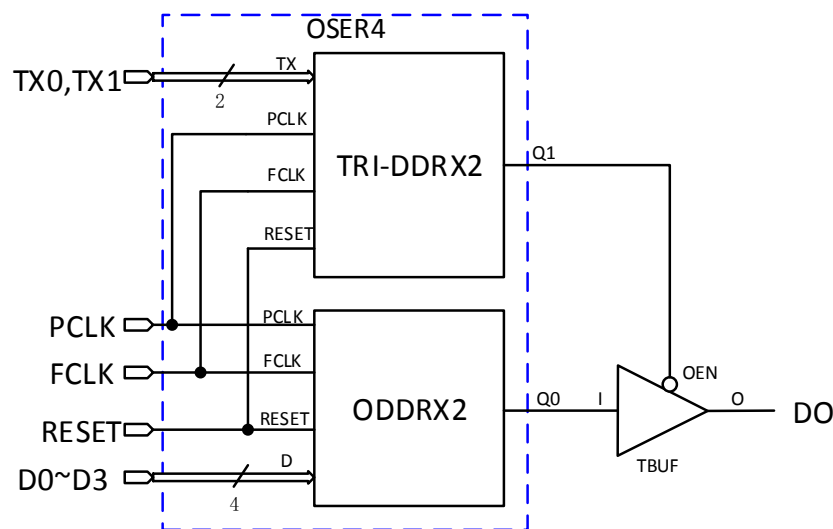 OSER4
TX0,TX1
TX
2
PCLK
FCLK
RESET
TRI-DDRX2
Q1
PCLK
PCLK
FCLK
FCLK
OEN
RESET
RESET
ODDRX2
Q0
I
O
DO
TBUF
D0~D3
D
4